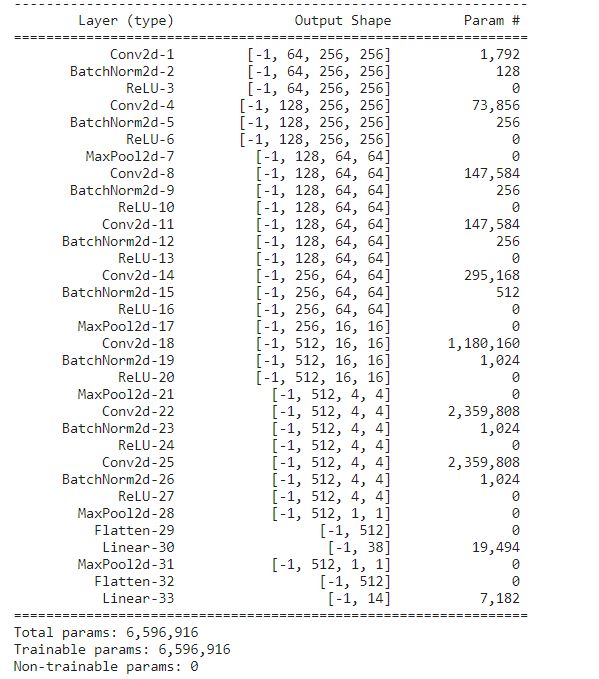 ----------------------------------------------------------------
Layer (type) Output Shape Param #
================================================================
Conv2d-1 [-1, 64, 256, 256] 1,792
BatchNorm2d-2 [-1, 64, 256, 256] 128
ReLU-3 [-1, 64, 256, 256] 0
Conv2d-4 [-1, 128, 256, 256] 73,856
BatchNorm2d-5 [-1, 128, 256, 256] 256
ReLU-6 [-1, 128, 256, 256] 0
MaxPool2d-7 [-1, 128, 64, 64] 0
Conv2d-8 [-1, 128, 64, 64] 147,584
BatchNorm2d-9 [-1, 128, 64, 64] 256
ReLU-10 [-1, 128, 64, 64] 0
Conv2d-11 [-1, 128, 64, 64] 147,584
BatchNorm2d-12 [-1, 128, 64, 64] 256
ReLU-13 [-1, 128, 64, 64] 0
Conv2d-14 [-1, 256, 64, 64] 295,168
BatchNorm2d-15 [-1, 256, 64, 64] 512
ReLU-16 [-1, 256, 64, 64] 0
MaxPool2d-17 [-1, 256, 16, 16] 0
Conv2d-18 [-1, 512, 16, 16] 1,180,160
BatchNorm2d-19 [-1, 512, 16, 16] 1,024
ReLU-20 [-1, 512, 16, 16] 0
MaxPool2d-21 [-1, 512, 4, 4] 0
Conv2d-22 [-1, 512, 4, 4] 2,359,808
BatchNorm2d-23 [-1, 512, 4, 4] 1,024
ReLU-24 [-1, 512, 4, 4] 0
Conv2d-25 [-1, 512, 4, 4] 2,359,808
BatchNorm2d-26 [-1, 512, 4, 4] 1,024
ReLU-27 [-1, 512, 4, 4] 0
MaxPool2d-28 [-1, 512, 1, 1] 0
Flatten-29 [-1, 512] 0
Linear-30 [-1, 38] 19,494
MaxPool2d-31 [-1, 512, 1, 1] 0
Flatten-32 [-1, 512] 0
Linear-33 [-1, 14] 7,182
================================================================
Total params: 6,596,916
Trainable params: 6,596,916
Non-trainable params: 0